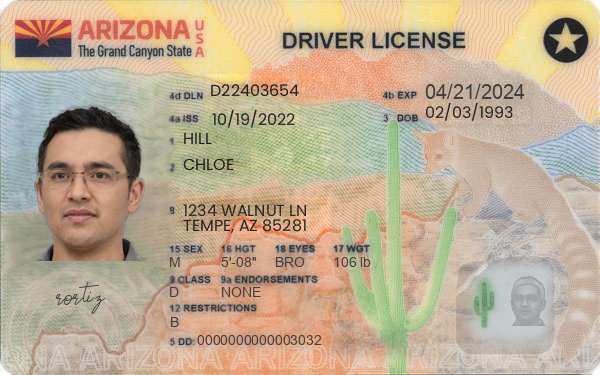 ARIZONA USA
The Grand Canyon State
DRIVER LICENSE
4d DLN D22403654
4b EXP 04/21/2024
4a ISS 10/19/2022
3 DOB 02/03/1993
1 HILL
2 CHLOE
8 1234 WALNUT LN
TEMPE, AZ 85281
15 SEX 16 HGT 18 EYES 17 WGT
M 5'-08" BRO 106 lb
9 CLASS 9a ENDORSEMENTS
D NONE
rortiz
12 RESTRICTIONS
B
5 DD: 0000000000003032
ARIZONA ARIZONA ARIZONA ARIZONA